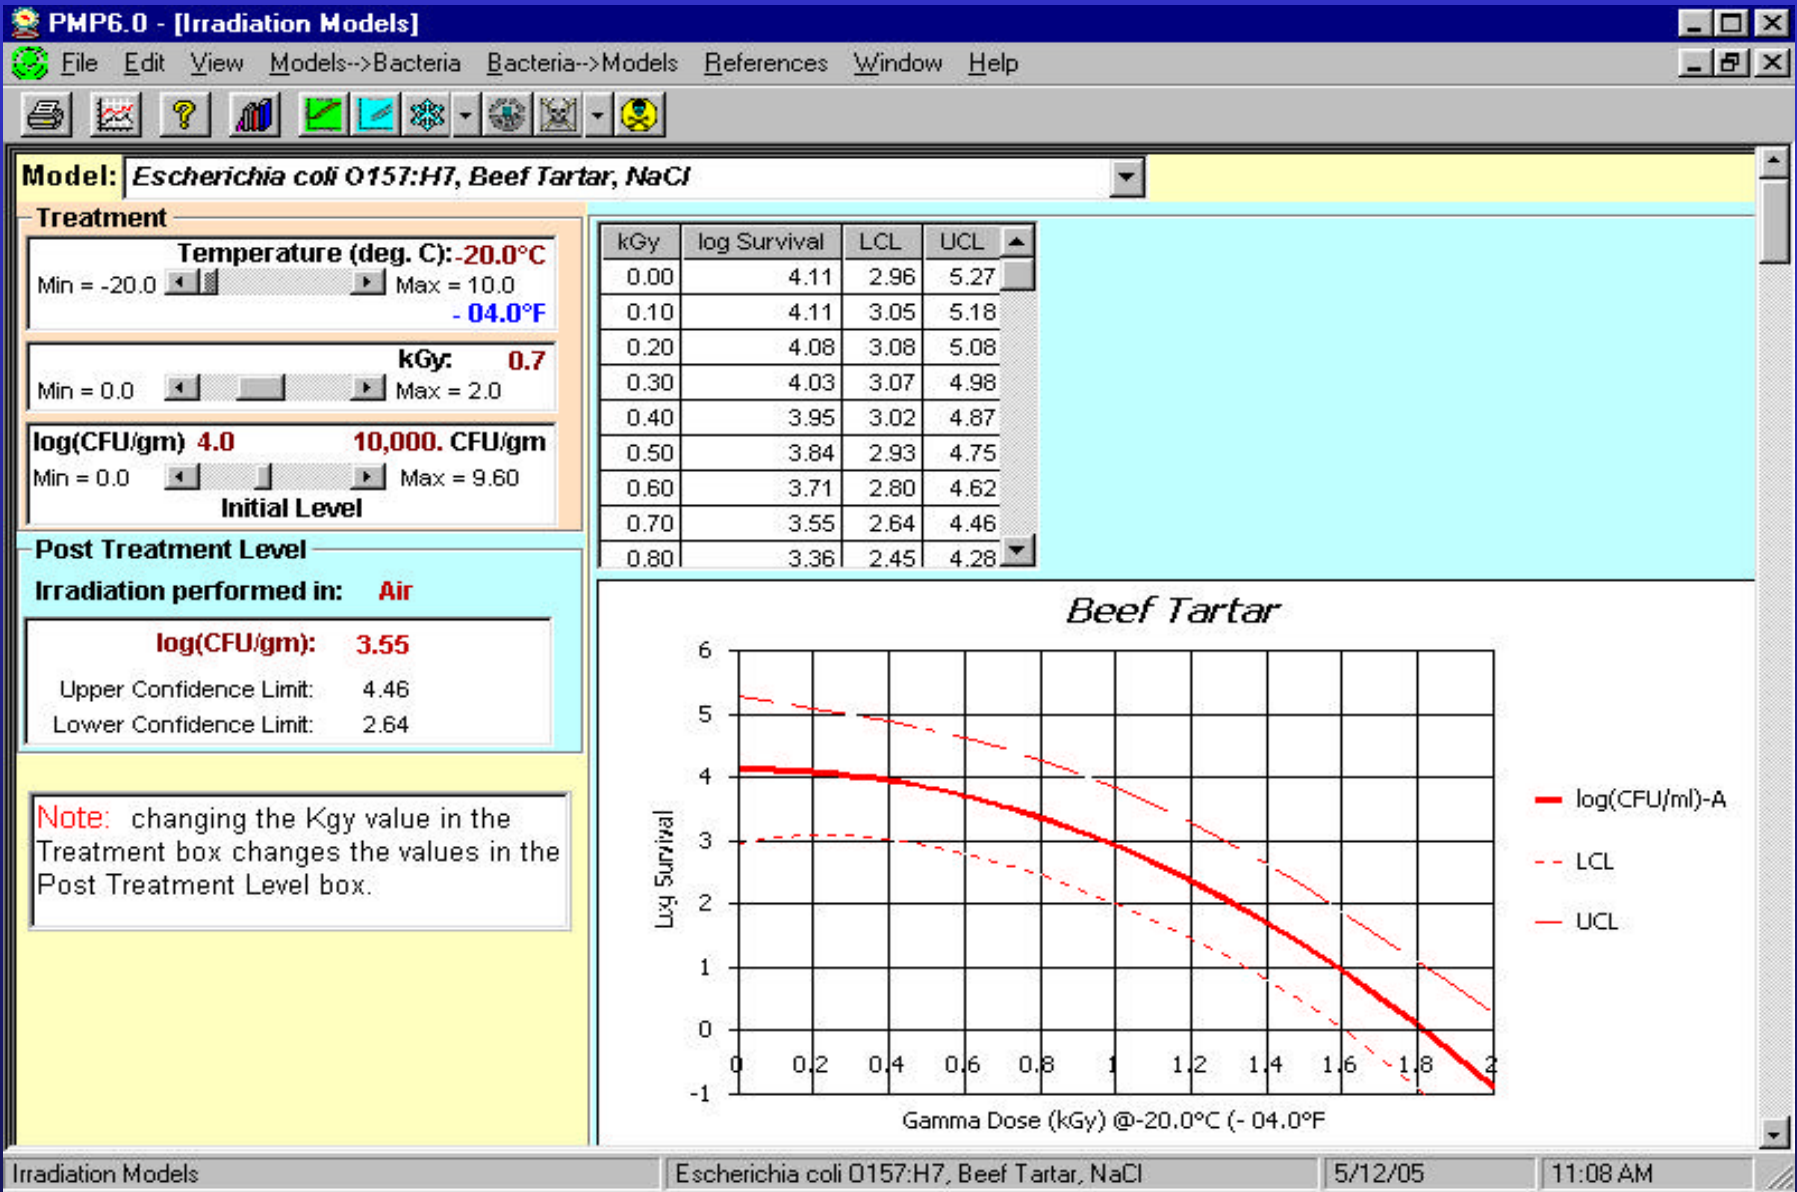 PMP6.0 - [Irradiation Models]
File Edit View Models-->Bacteria Bacteria-->Models References Window Help
Model: Escherichia coli O157:H7, Beef Tartar, NaCl
Treatment
Temperature (deg. C):-20.0°C
Min = -20.0 Max = 10.0
- 04.0°F
kGy: 0.7
Min = 0.0 Max = 2.0
log(CFU/gm) 4.0 10,000. CFU/gm
Min = 0.0 Max = 9.60
Initial Level
Post Treatment Level
Irradiation performed in: Air
log(CFU/gm): 3.55
Upper Confidence Limit: 4.46
Lower Confidence Limit: 2.64
Note: changing the Kgy value in the
Treatment box changes the values in the
Post Treatment Level box.
kGy log Survival LCL UCL
0.00 4.11 2.96 5.27
0.10 4.11 3.05 5.18
0.20 4.08 3.08 5.08
0.30 4.03 3.07 4.98
0.40 3.95 3.02 4.87
0.50 3.84 2.93 4.75
0.60 3.71 2.80 4.62
0.70 3.55 2.64 4.46
0.80 3.36 2.45 4.28
Beef Tartar
Log Survival
6
5
4
3
2
1
0
-1
0 0.2 0.4 0.6 0.8 1 1.2 1.4 1.6 1.8 2
Gamma Dose (kGy) @-20.0°C (- 04.0°F
log(CFU/ml)-A
LCL
UCL
Irradiation Models Escherichia coli O157:H7, Beef Tartar, NaCl 5/12/05 11:08 AM